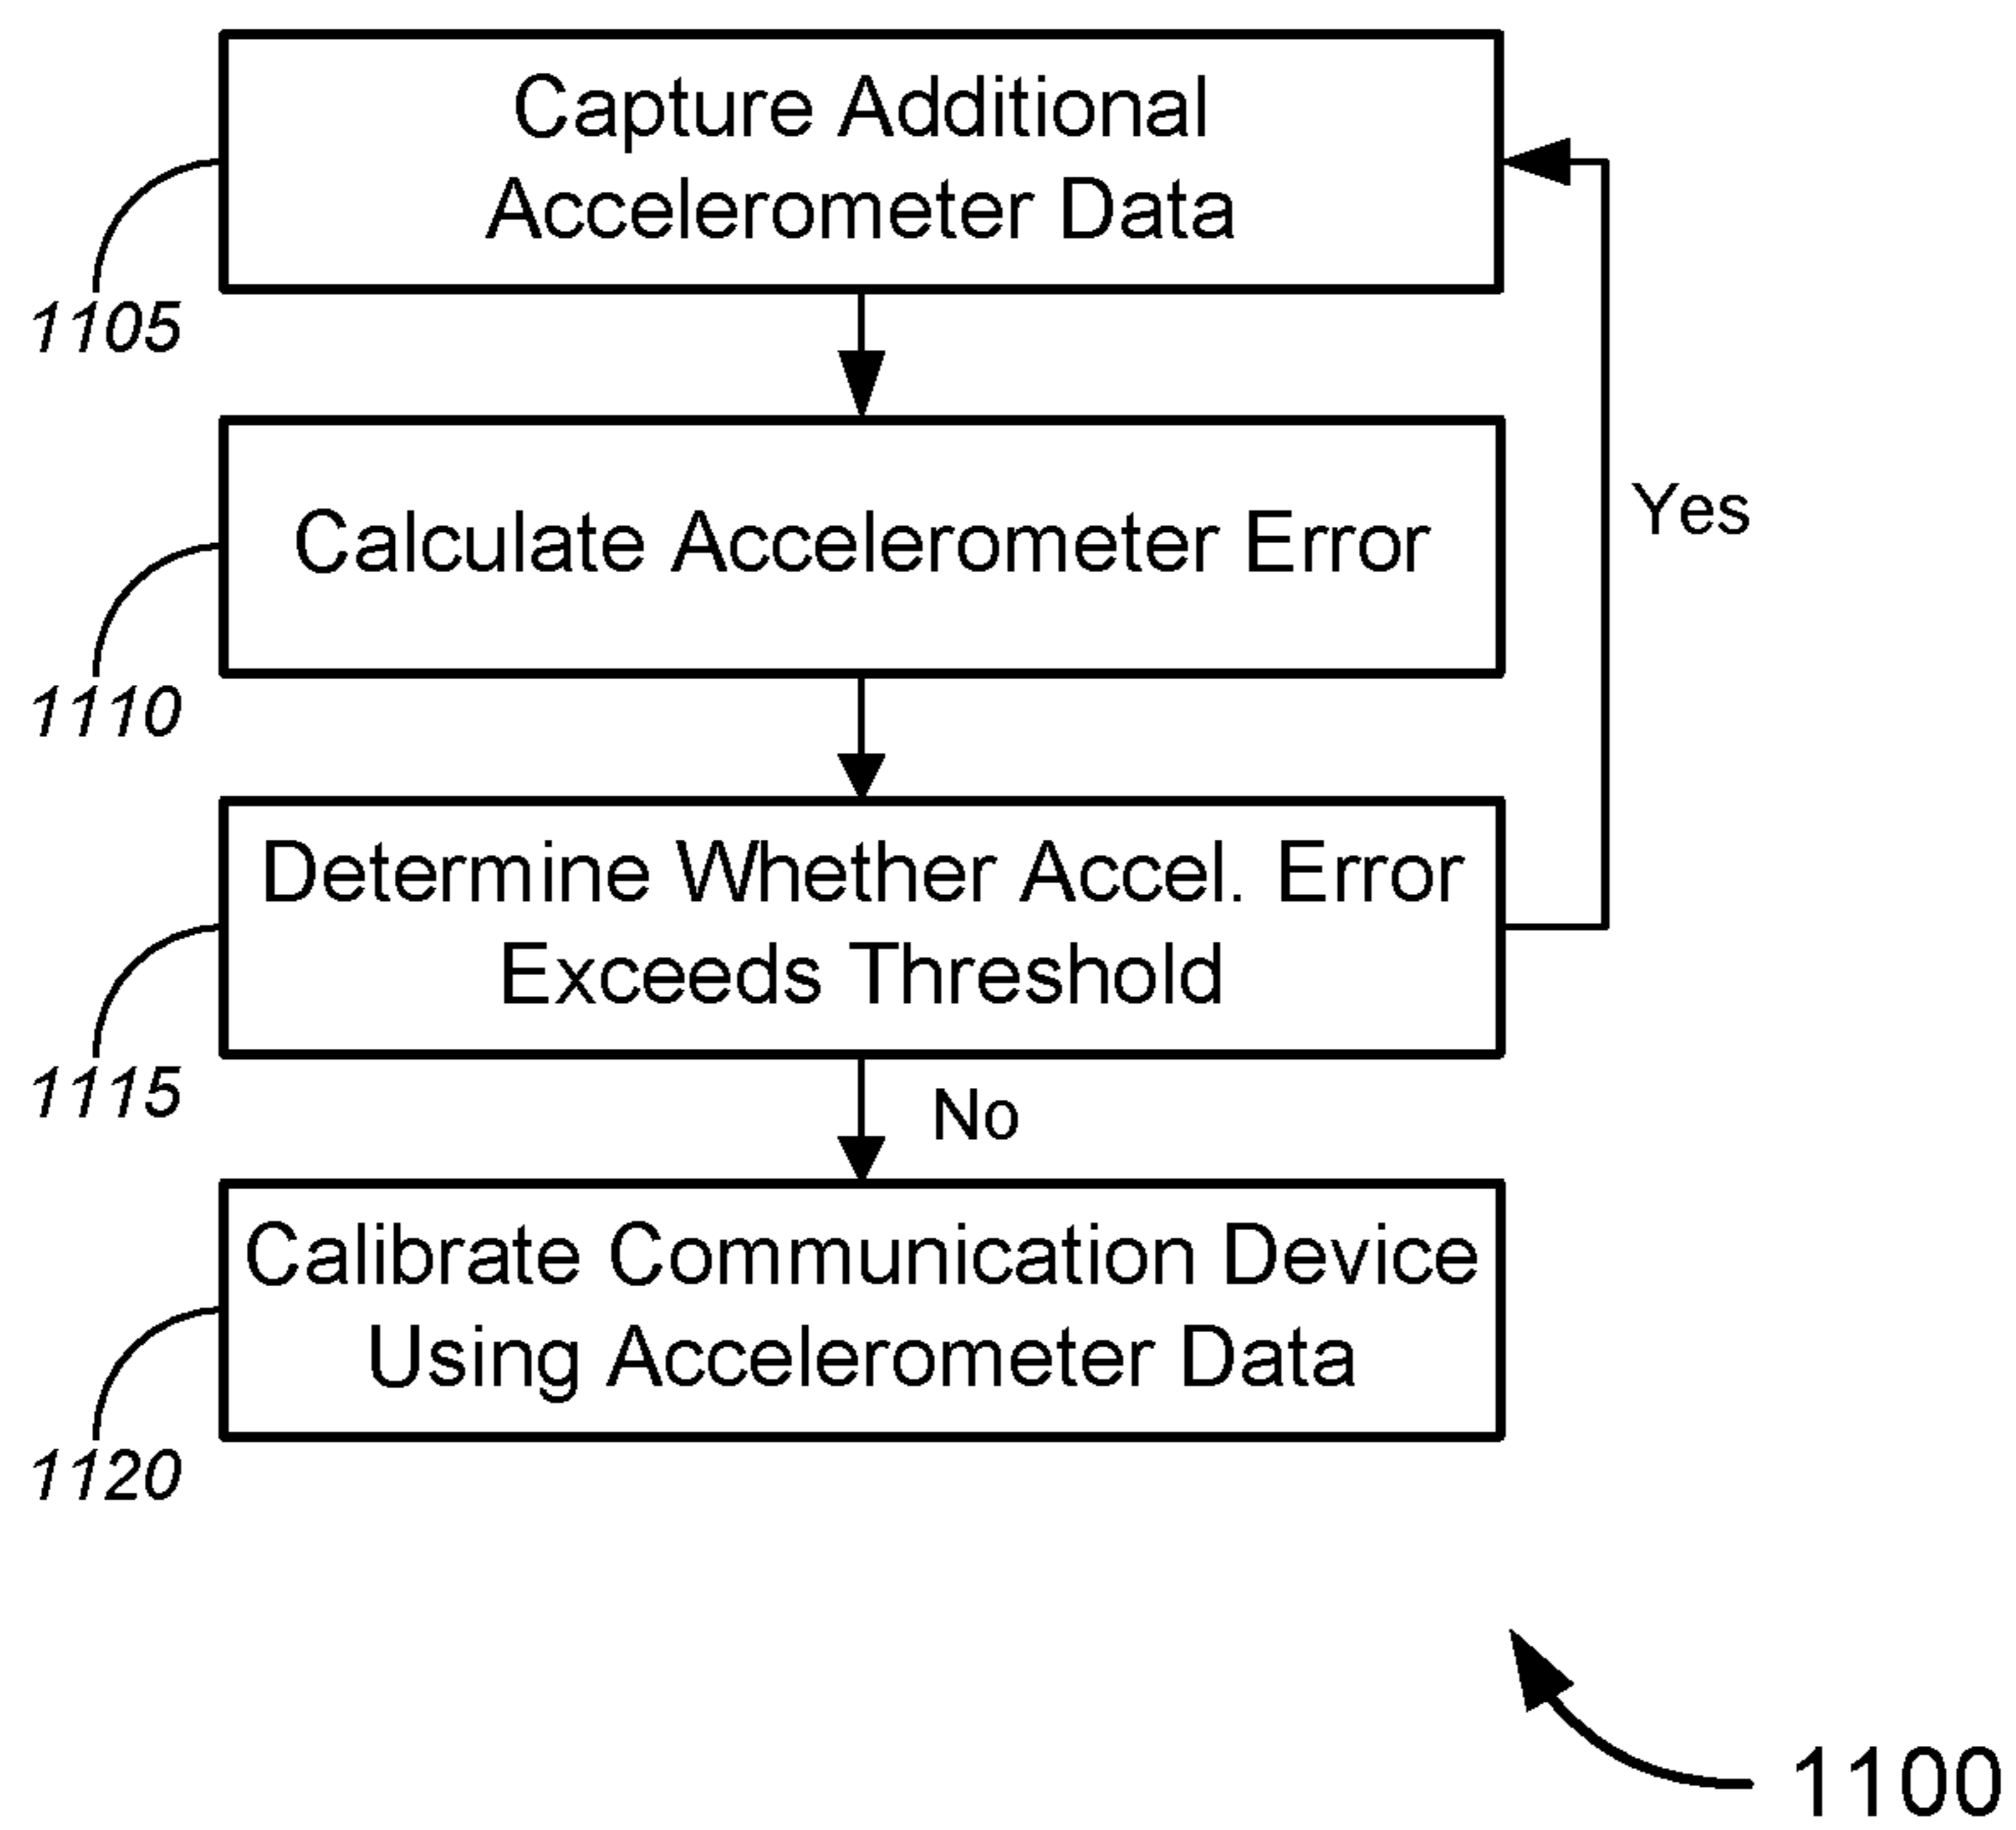 Capture Additional
Accelerometer Data
1105
Calculate Accelerometer Error
Yes
1110
Determine Whether Accel. Error
Exceeds Threshold
1115
No
Calibrate Communication Device
Using Accelerometer Data
1120
1100